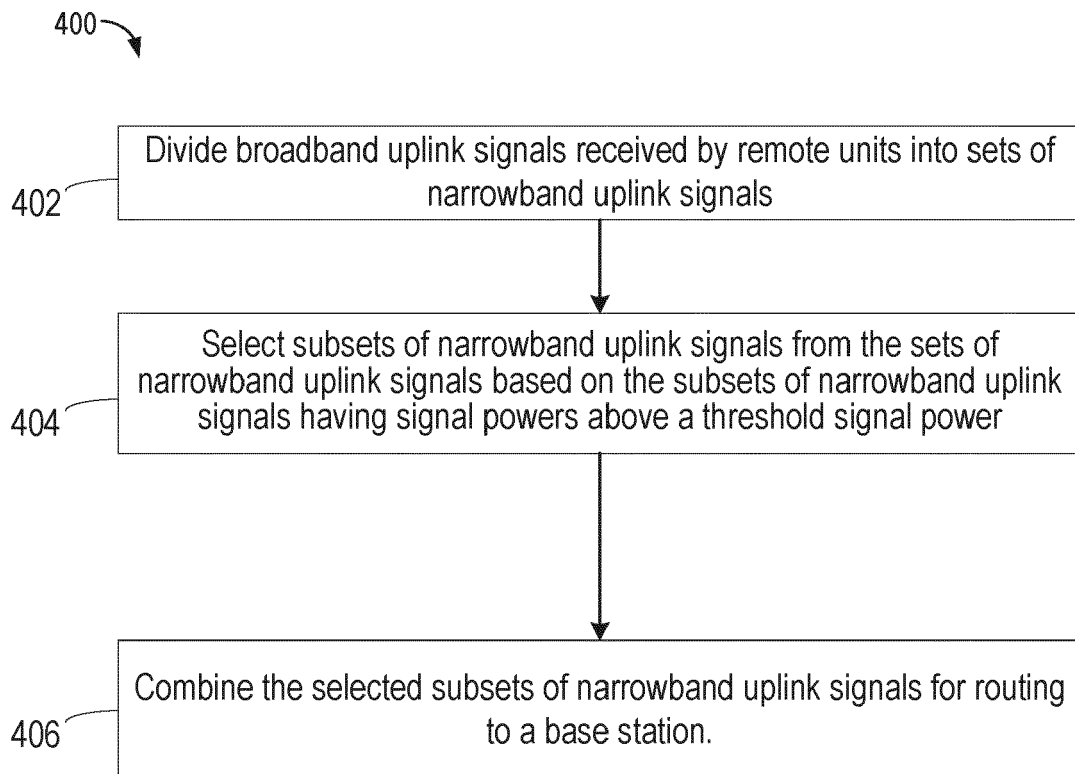 400
Divide broadband uplink signals received by remote units into sets of
narrowband uplink signals
402
Select subsets of narrowband uplink signals from the sets of
narrowband uplink signals based on the subsets of narrowband uplink
signals having signal powers above a threshold signal power
404
Combine the selected subsets of narrowband uplink signals for routing
to a base station.
406